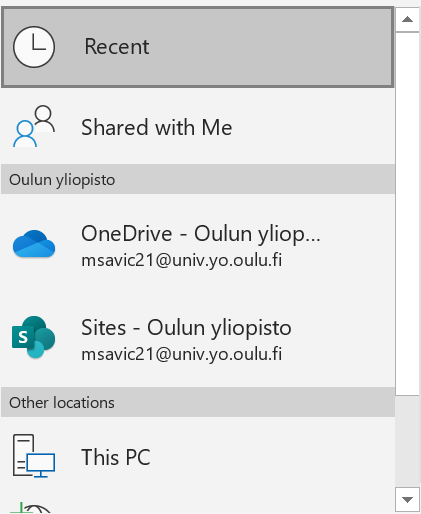 Recent
Shared with Me
Oulun yliopisto
OneDrive - Oulun yliop...
msavic21@univ.yo.oulu.fi
S
Sites - Oulun yliopisto
msavic21@univ.yo.oulu.fi
Other locations
This PC